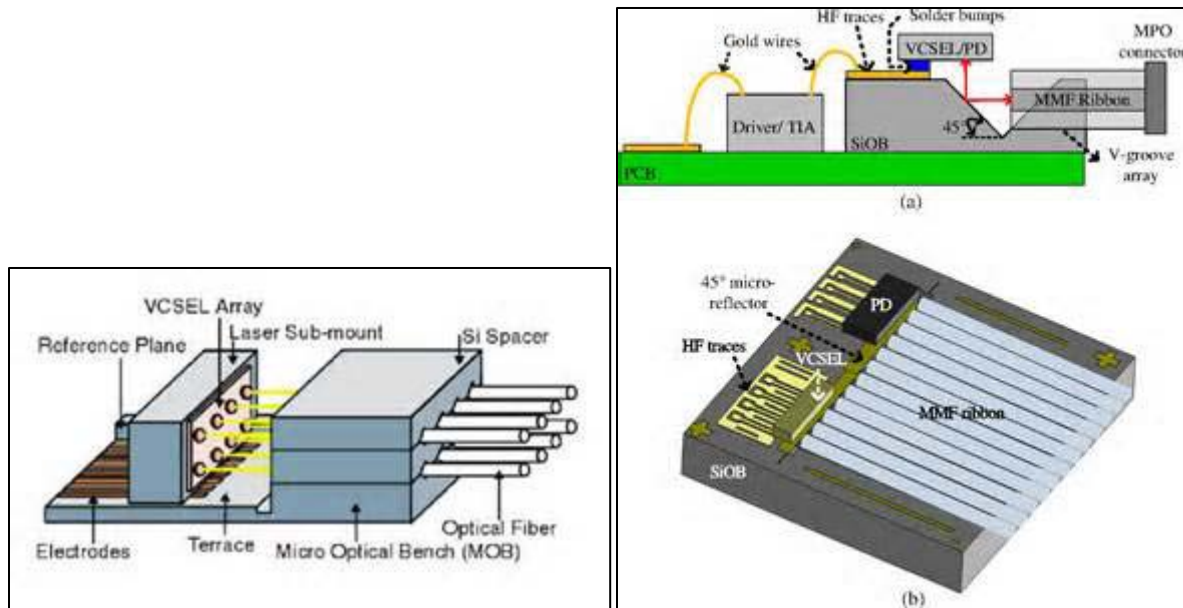 VCSEL Array
Laser Sub-mount
Reference Plane
Si Spacer
Electrodes
Terrace
Micro Optical Bench (MOB)
Optical Fiber
HF traces
Solder bumps
Gold wires
VCSEL/PD
MPO
connector
MMF Ribbon
Driver/ TIA
45°
SiOB
V-groove
array
PCB
(a)
45° micro-
reflector
PD
HF traces
VCSEL
MMF ribbon
SiOB
(b)